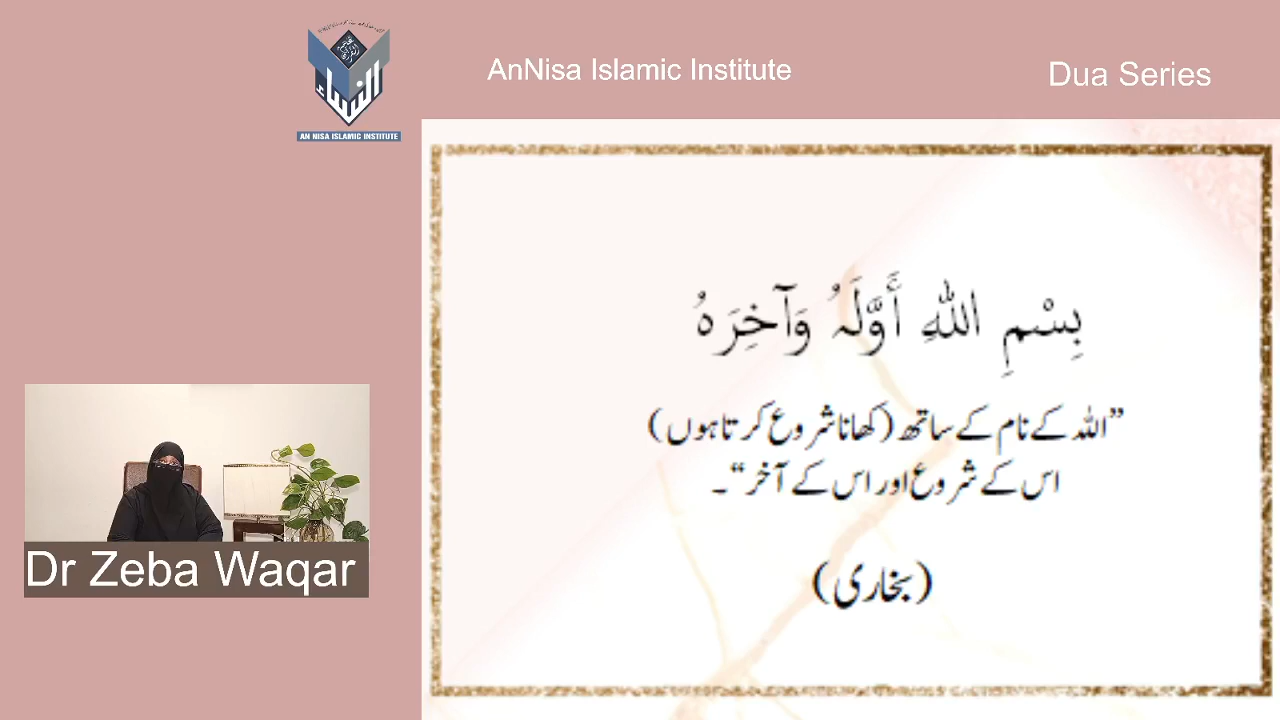 AN NISA ISLAMIC INSTITUTE
AnNisa Islamic Institute
Dua Series
بِسْمِ اللّٰهِ أَوَّلَہُ وَآخِرَہُ
”اللہ کے نام کے ساتھ (کھانا شروع کرتا ہوں)
اس کے شروع اور اس کے آخر“۔
(بخاری)
Dr Zeba Waqar